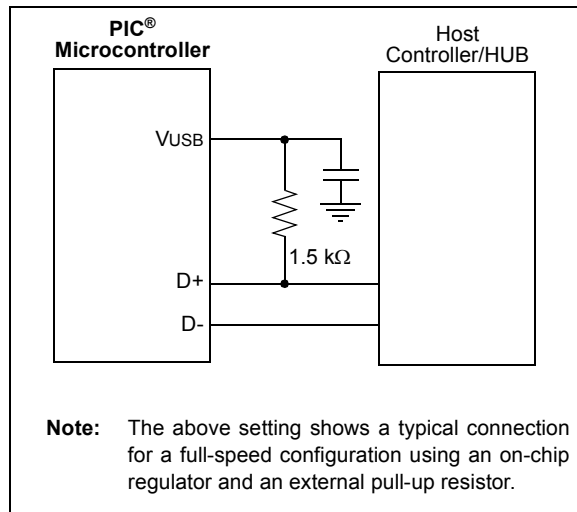 PIC®
Microcontroller
Host
Controller/HUB
VUSB
1.5 kΩ
D+
D-
Note: The above setting shows a typical connection
for a full-speed configuration using an on-chip
regulator and an external pull-up resistor.